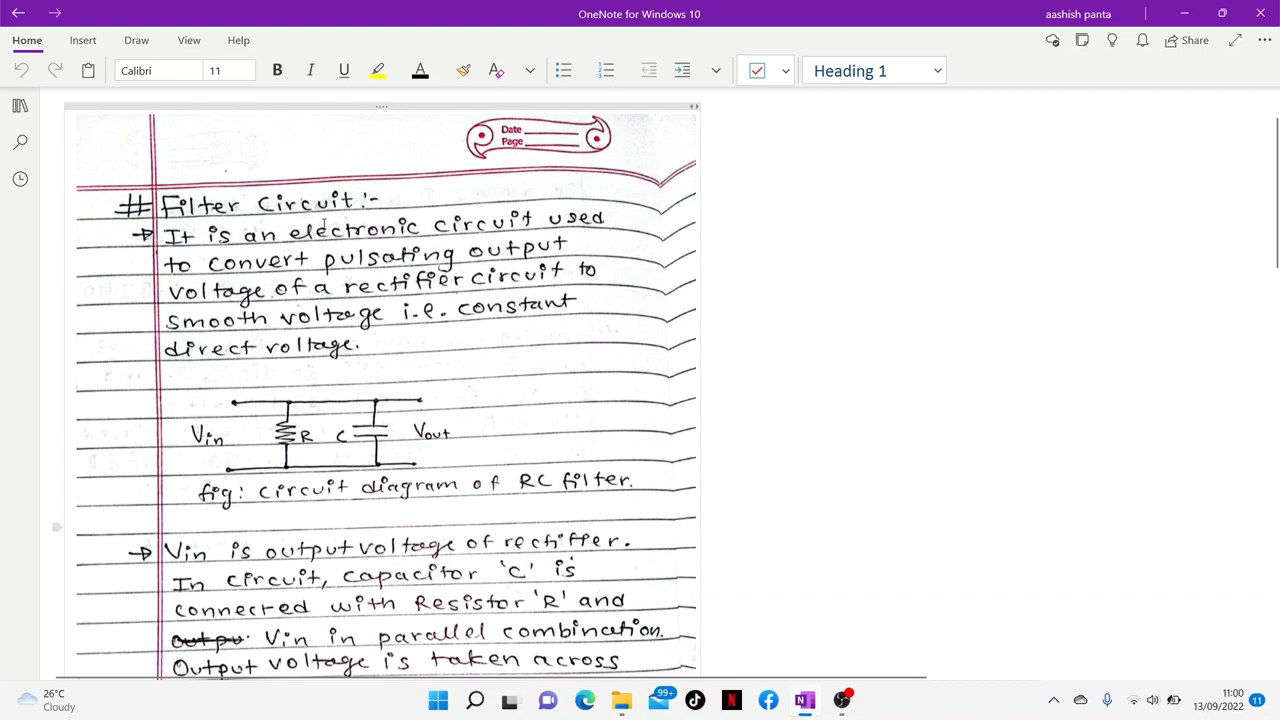 OneNote for Windows 10
aashish panta
Home
Insert
Draw
View
Help
Share
Calibri
11
B
I
U
A
Heading 1
Date
Page
# Filter Circuit :-
→ It is an electronic circuit used
to convert pulsating output
voltage of a rectifier circuit to
smooth voltage i.e. constant
direct voltage.
Vin
R
C
Vout
fig: circuit diagram of RC filter.
→ Vin is output voltage of rectifier.
In circuit, capacitor 'C' is
connected with Resistor 'R' and
outpu. Vin in parallel combination.
Output voltage is taken across
26°C
Cloudy
99+
N
11:00
13/09/2022
11